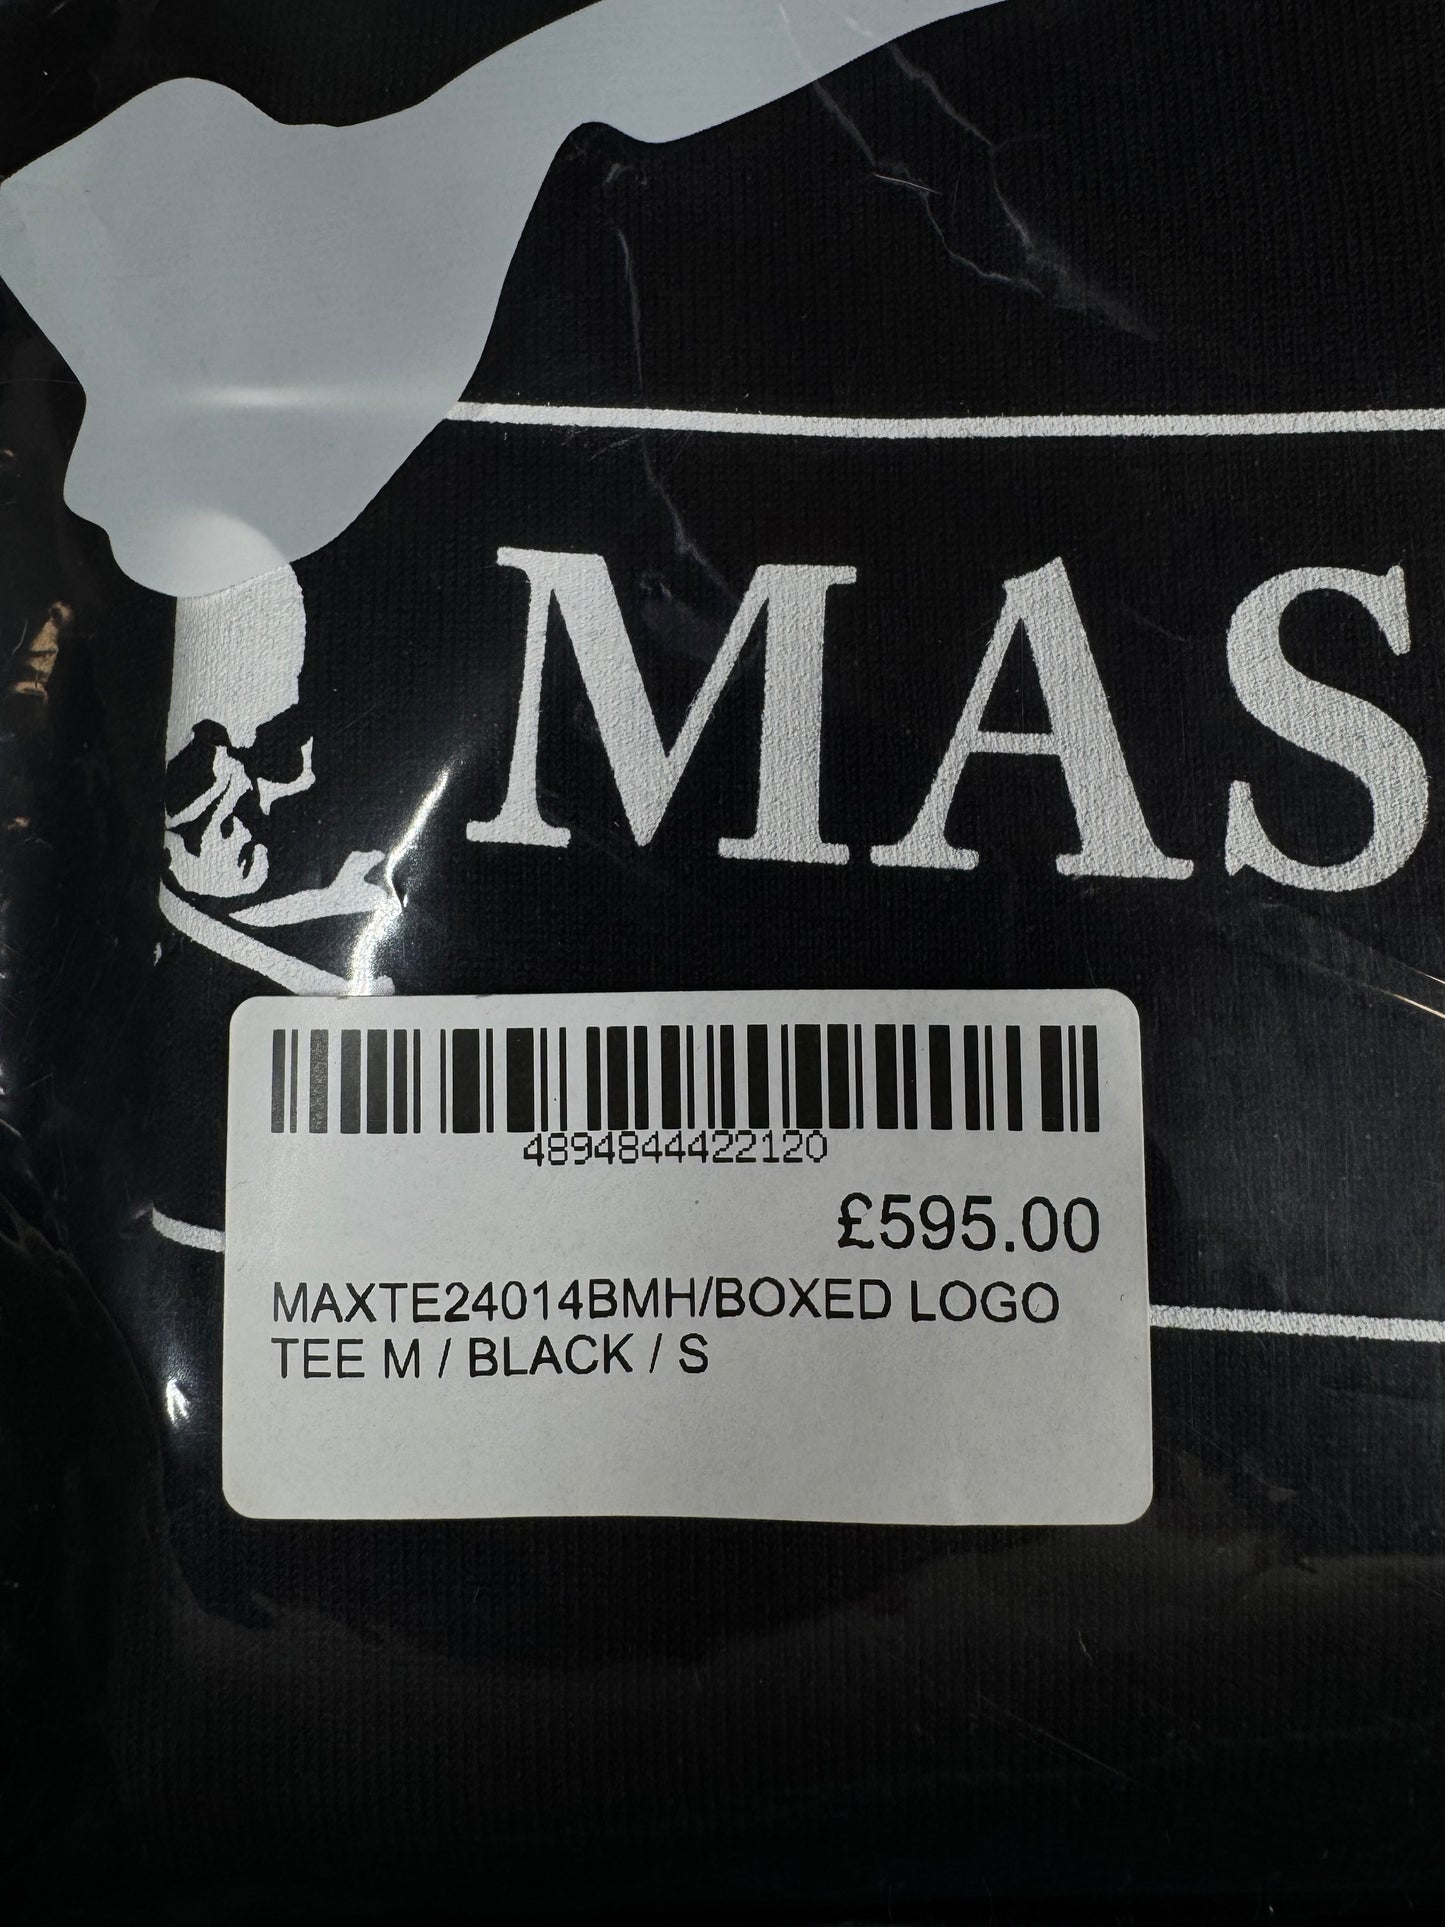 MAS
4894844422120
£595.00
MAXTE24014BMH/BOXED LOGO
TEE M / BLACK / S